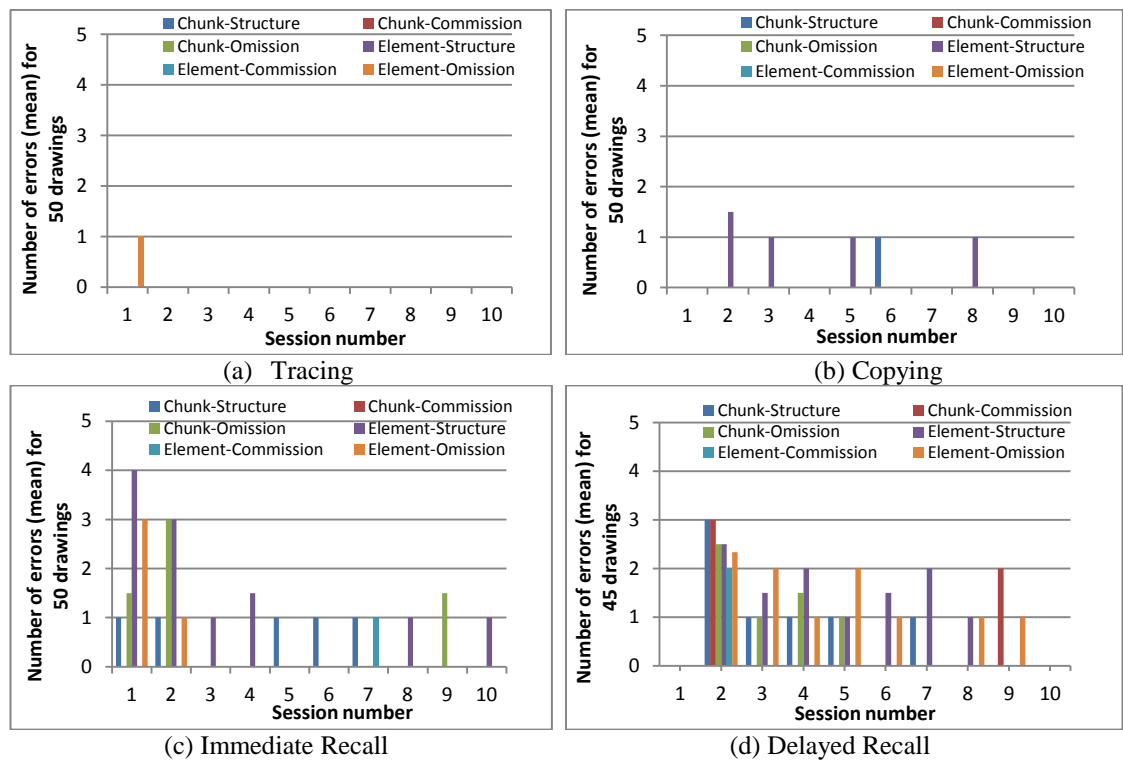 Chunk-Structure Chunk-Commission
Chunk-Omission Element-Structure
Element-Commission Element-Omission
Number of errors (mean) for
50 drawings
5
4
3
2
1
0
1 2 3 4 5 6 7 8 9 10
Session number
(a) Tracing
Chunk-Structure Chunk-Commission
Chunk-Omission Element-Structure
Element-Commission Element-Omission
Number of errors (mean) for
50 drawings
5
4
3
2
1
0
1 2 3 4 5 6 7 8 9 10
Session number
(b) Copying
Chunk-Structure Chunk-Commission
Chunk-Omission Element-Structure
Element-Commission Element-Omission
Number of errors (mean) for
50 drawings
5
4
3
2
1
0
1 2 3 4 5 6 7 8 9 10
Session number
(c) Immediate Recall
Chunk-Structure Chunk-Commission
Chunk-Omission Element-Structure
Element-Commission Element-Omission
Number of errors (mean) for
45 drawings
5
4
3
2
1
0
1 2 3 4 5 6 7 8 9 10
Session number
(d) Delayed Recall